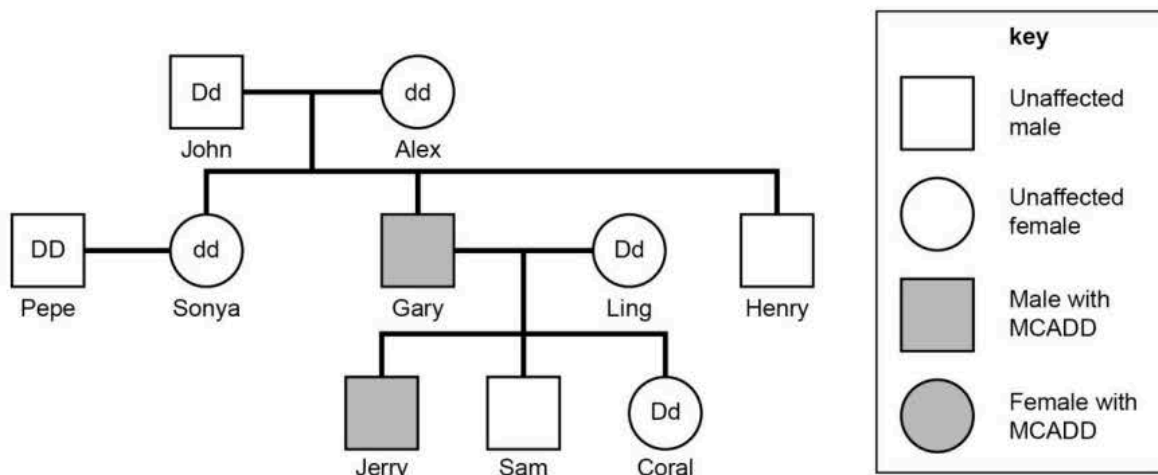 key
Dd
dd
Unaffected
male
John
Alex
Unaffected
female
DD
dd
Dd
Pepe
Sonya
Gary
Ling
Henry
Male with
MCADD
Dd
Female with
MCADD
Jerry
Sam
Coral